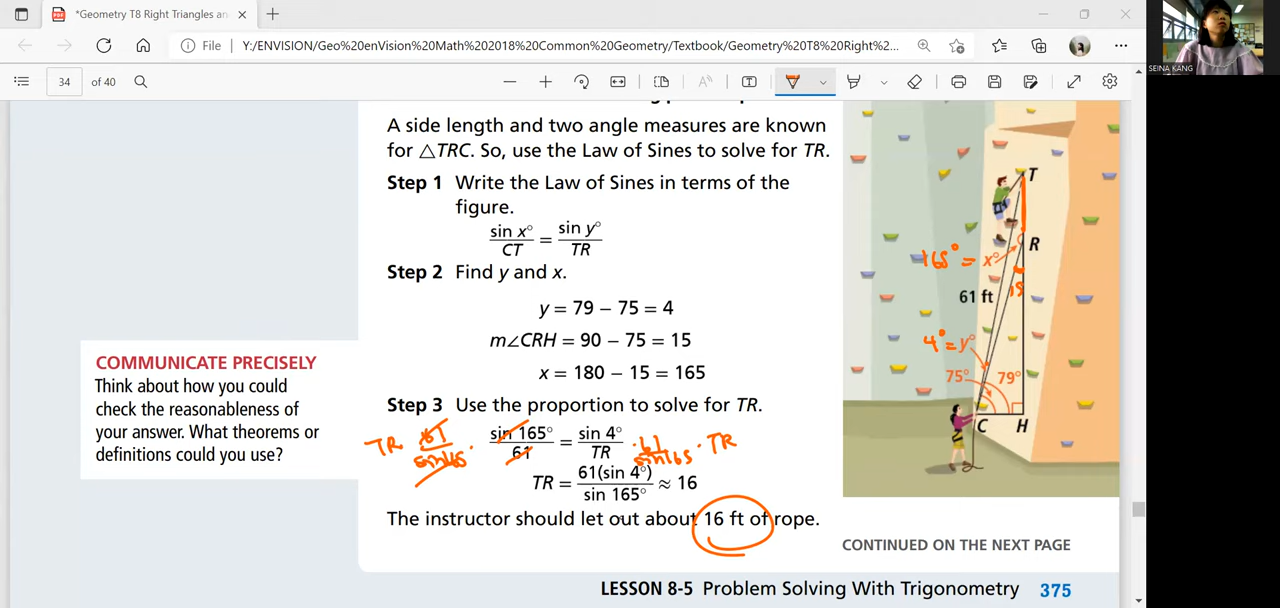 *Geometry T8 Right Triangles an
File
Y:/ENVISION/Geo%20enVision%20Math%202018%20Common%20Geometry/Textbook/Geometry%20T8%20Right%2...
34 of 40
SEINA KANG
A side length and two angle measures are known
for △TRC. So, use the Law of Sines to solve for TR.
Step 1 Write the Law of Sines in terms of the
figure.
sin x° / CT = sin y° / TR
Step 2 Find y and x.
y = 79 − 75 = 4
m∠CRH = 90 − 75 = 15
x = 180 − 15 = 165
Step 3 Use the proportion to solve for TR.
TR · 61 / sin 165 · sin 165° / 61 = sin 4° / TR · 61 / sin 165 · TR
TR = 61(sin 4°) / sin 165° ≈ 16
The instructor should let out about 16 ft of rope.
COMMUNICATE PRECISELY
Think about how you could
check the reasonableness of
your answer. What theorems or
definitions could you use?
T
R
165° = x°
15
61 ft
4° = y°
75° 79°
C H
CONTINUED ON THE NEXT PAGE
LESSON 8-5 Problem Solving With Trigonometry 375